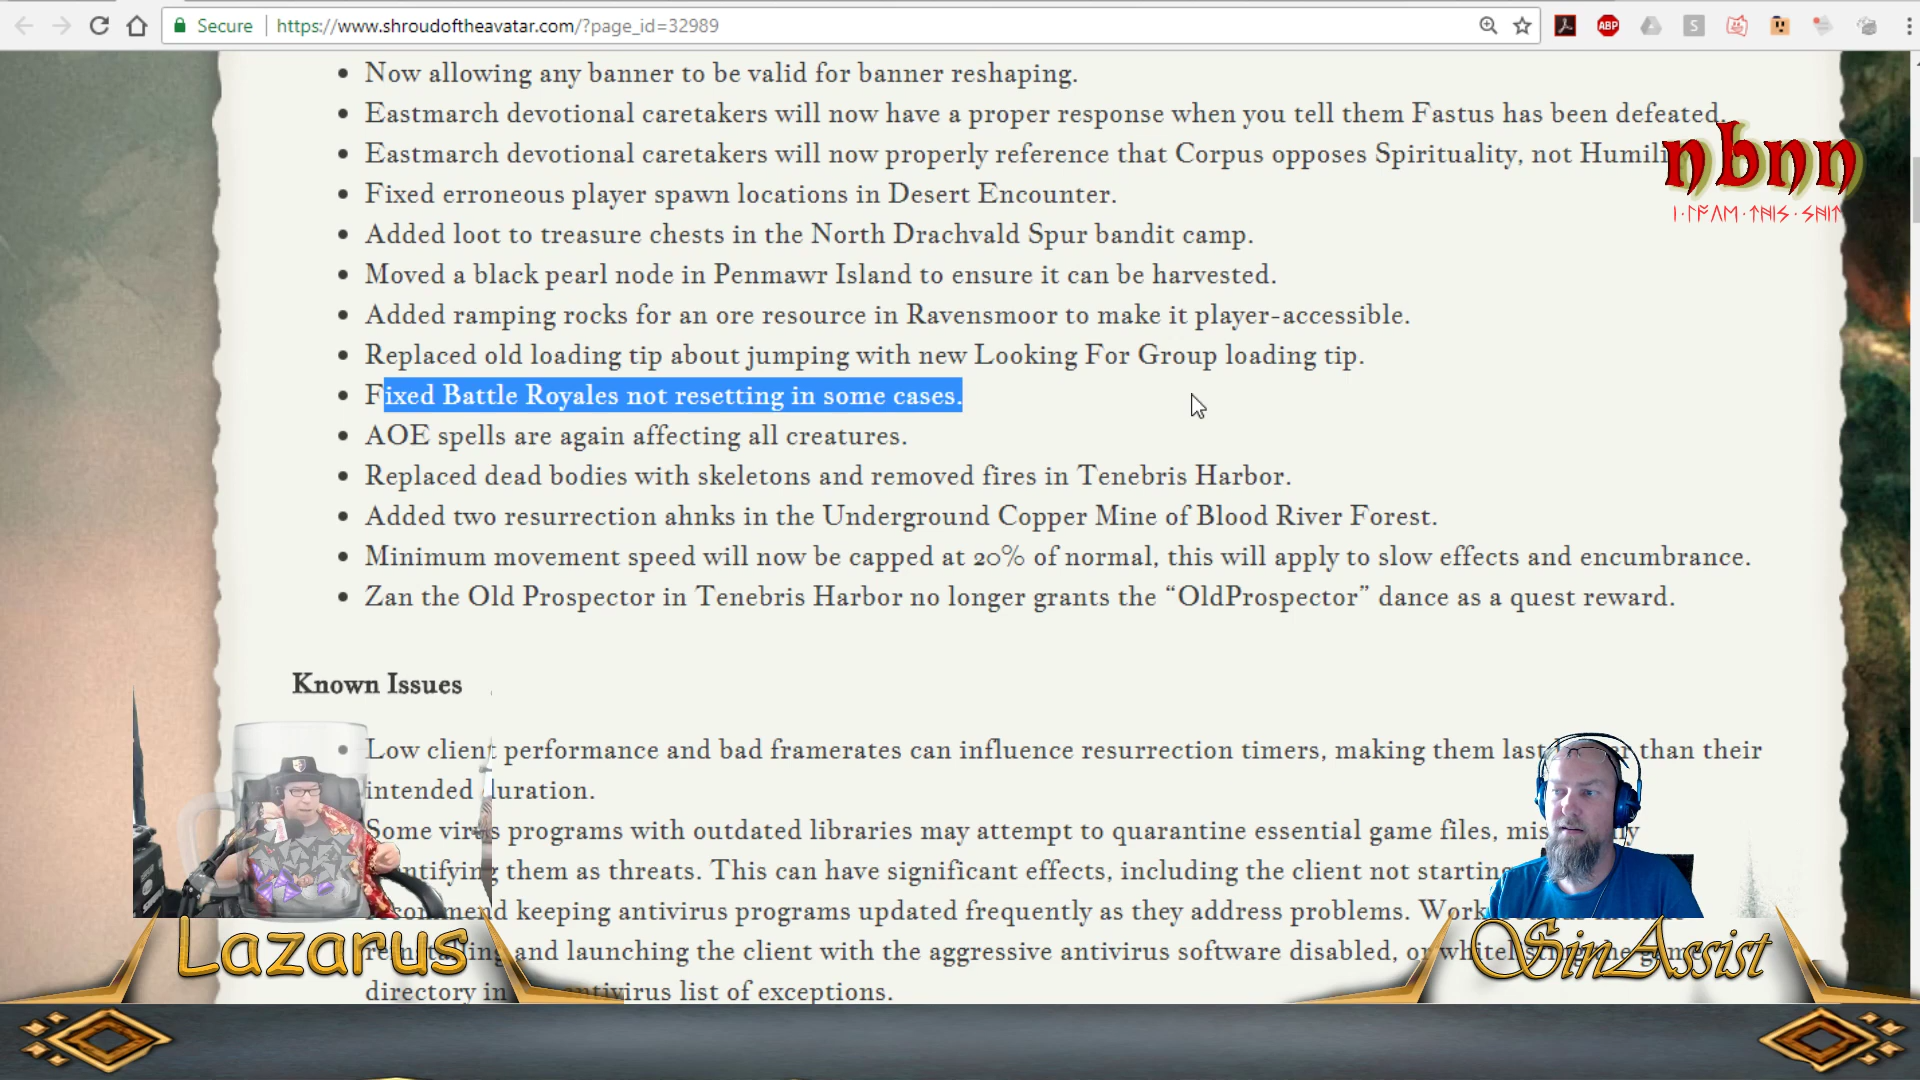 Secure
https://www.shroudoftheavatar.com/?page_id=32989
ABP
S
Now allowing any banner to be valid for banner reshaping.
Eastmarch devotional caretakers will now have a proper response when you tell them Fastus has been defeated.
Eastmarch devotional caretakers will now properly reference that Corpus opposes Spirituality, not Humili
nbnn
Fixed erroneous player spawn locations in Desert Encounter.
Added loot to treasure chests in the North Drachvald Spur bandit camp.
Moved a black pearl node in Penmawr Island to ensure it can be harvested.
Added ramping rocks for an ore resource in Ravensmoor to make it player-accessible.
Replaced old loading tip about jumping with new Looking For Group loading tip.
Fixed Battle Royales not resetting in some cases.
AOE spells are again affecting all creatures.
Replaced dead bodies with skeletons and removed fires in Tenebris Harbor.
Added two resurrection ahnks in the Underground Copper Mine of Blood River Forest.
Minimum movement speed will now be capped at 20% of normal, this will apply to slow effects and encumbrance.
Zan the Old Prospector in Tenebris Harbor no longer grants the “OldProspector” dance as a quest reward.
Known Issues
Low client performance and bad framerates can influence resurrection timers, making them last than their
intended duration.
Some virus programs with outdated libraries may attempt to quarantine essential game files,
them as threats. This can have significant effects, including the client not starting
keeping antivirus programs updated frequently as they address problems.
and launching the client with the aggressive antivirus software disabled, or
directory in antivirus list of exceptions.
Lazarus
SinAssist